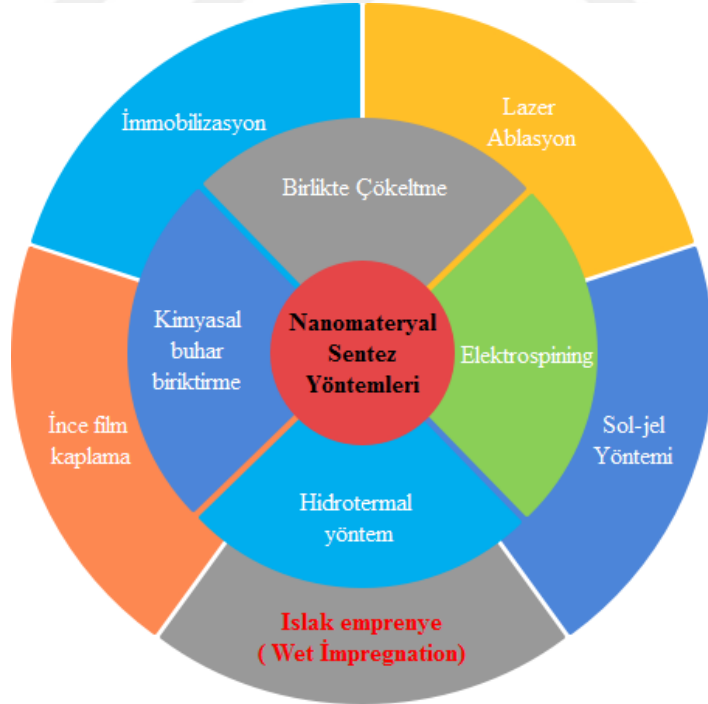 İmmobilizasyon
Lazer
Ablasyon
Birlikte Çökeltme
Kimyasal
buhar
biriktirme
Nanomateryal
Sentez
Yöntemleri
Elektrospining
İnce film
kaplama
Sol-jel
Yöntemi
Hidrotermal
yöntem
Islak emprenye
( Wet İmpregnation)